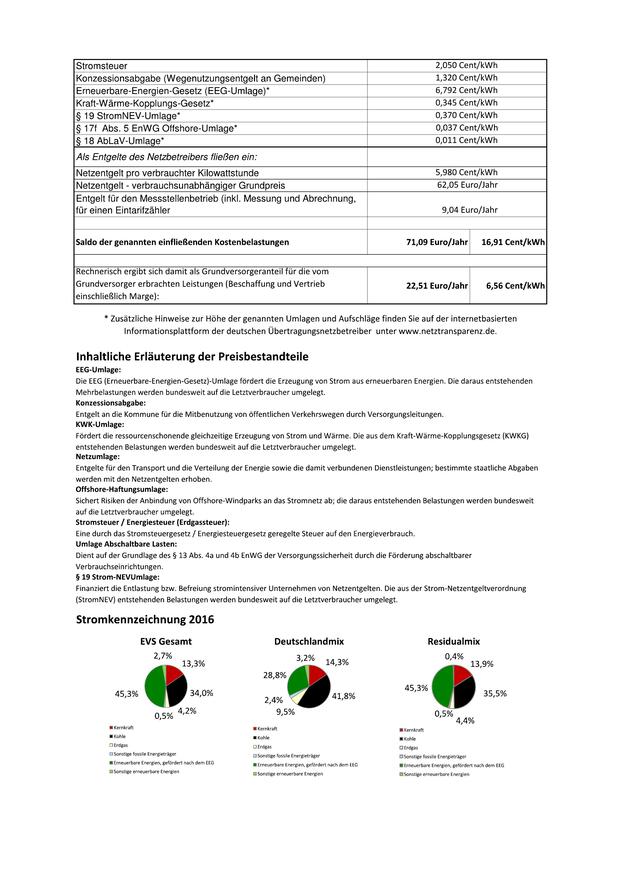 Stromsteuer 2,050 Cent/kWh
Konzessionsabgabe (Wegenutzungsentgelt an Gemeinden) 1,320 Cent/kWh
Erneuerbare-Energien-Gesetz (EEG-Umlage)* 6,792 Cent/kWh
Kraft-Wärme-Kopplungs-Gesetz* 0,345 Cent/kWh
§ 19 StromNEV-Umlage* 0,370 Cent/kWh
§ 17f Abs. 5 EnWG Offshore-Umlage* 0,037 Cent/kWh
§ 18 AbLaV-Umlage* 0,011 Cent/kWh
Als Entgelte des Netzbetreibers fließen ein:
Netzentgelt pro verbrauchter Kilowattstunde 5,980 Cent/kWh
Netzentgelt - verbrauchsunabhängiger Grundpreis 62,05 Euro/Jahr
Entgelt für den Messstellenbetrieb (inkl. Messung und Abrechnung,
für einen Eintarifzähler 9,04 Euro/Jahr
Saldo der genannten einfließenden Kostenbelastungen 71,09 Euro/Jahr 16,91 Cent/kWh
Rechnerisch ergibt sich damit als Grundversorgeranteil für die vom
Grundversorger erbrachten Leistungen (Beschaffung und Vertrieb 22,51 Euro/Jahr 6,56 Cent/kWh
einschließlich Marge):
* Zusätzliche Hinweise zur Höhe der genannten Umlagen und Aufschläge finden Sie auf der internetbasierten
Informationsplattform der deutschen Übertragungsnetzbetreiber unter www.netztransparenz.de.
Inhaltliche Erläuterung der Preisbestandteile
EEG-Umlage:
Die EEG (Erneuerbare-Energien-Gesetz)-Umlage fördert die Erzeugung von Strom aus erneuerbaren Energien. Die daraus entstehenden
Mehrbelastungen werden bundesweit auf die Letztverbraucher umgelegt.
Konzessionsabgabe:
Entgelt an die Kommune für die Mitbenutzung von öffentlichen Verkehrswegen durch Versorgungsleitungen.
KWK-Umlage:
Fördert die ressourcenschonende gleichzeitige Erzeugung von Strom und Wärme. Die aus dem Kraft-Wärme-Kopplungsgesetz (KWKG)
entstehenden Belastungen werden bundesweit auf die Letztverbraucher umgelegt.
Netzumlage:
Entgelte für den Transport und die Verteilung der Energie sowie die damit verbundenen Dienstleistungen; bestimmte staatliche Abgaben
werden mit den Netzentgelten erhoben.
Offshore-Haftungsumlage:
Sichert Risiken der Anbindung von Offshore-Windparks an das Stromnetz ab; die daraus entstehenden Belastungen werden bundesweit
auf die Letztverbraucher umgelegt.
Stromsteuer / Energiesteuer (Erdgassteuer):
Eine durch das Stromsteuergesetz / Energiesteuergesetz geregelte Steuer auf den Energieverbrauch.
Umlage Abschaltbare Lasten:
Dient auf der Grundlage des § 13 Abs. 4a und 4b EnWG der Versorgungssicherheit durch die Förderung abschaltbarer
Verbrauchseinrichtungen.
§ 19 Strom-NEVUmlage:
Finanziert die Entlastung bzw. Befreiung stromintensiver Unternehmen von Netzentgelten. Die aus der Strom-Netzentgeltverordnung
(StromNEV) entstehenden Belastungen werden bundesweit auf die Letztverbraucher umgelegt.
Stromkennzeichnung 2016
EVS Gesamt
2,7%
13,3%
45,3%
34,0%
4,2%
0,5%
Kernkraft
Kohle
Erdgas
Sonstige fossile Energieträger
Erneuerbare Energien, gefördert nach dem EEG
Sonstige erneuerbare Energien
Deutschlandmix
3,2%
14,3%
28,8%
2,4%
41,8%
9,5%
Kernkraft
Kohle
Erdgas
Sonstige fossile Energieträger
Erneuerbare Energien, gefördert nach dem EEG
Sonstige erneuerbare Energien
Residualmix
0,4%
13,9%
45,3%
35,5%
0,5%
4,4%
Kernkraft
Kohle
Erdgas
Sonstige fossile Energieträger
Erneuerbare Energien, gefördert nach dem EEG
Sonstige erneuerbare Energien